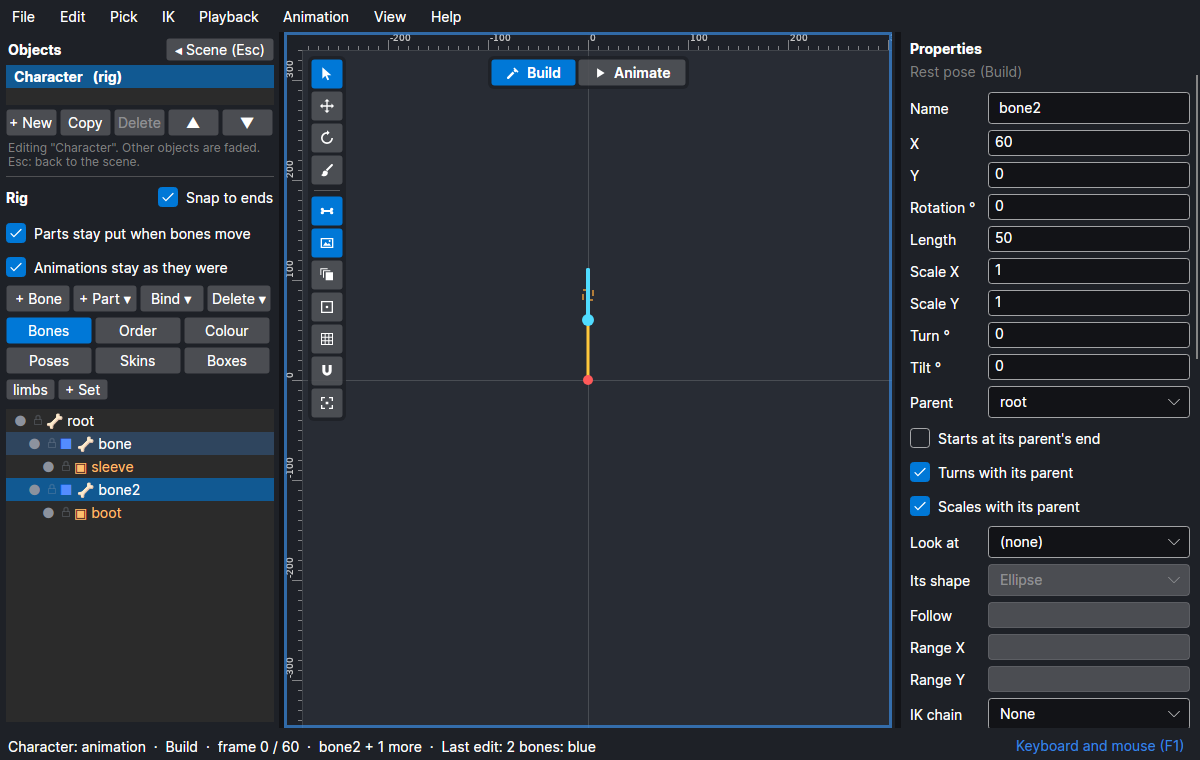 File Edit Pick IK Playback Animation View Help
Objects
◂ Scene (Esc)
Character (rig)
+ New Copy Delete ▲ ▼
Editing "Character". Other objects are faded.
Esc: back to the scene.
Rig
Snap to ends
Parts stay put when bones move
Animations stay as they were
+ Bone + Part ▾ Bind ▾ Delete ▾
Bones Order Colour
Poses Skins Boxes
limbs + Set
root
bone
sleeve
bone2
boot
-200 -100 0 100 200
300
200
100
0
-100
-200
-300
Build Animate
Properties
Rest pose (Build)
Name bone2
X 60
Y 0
Rotation ° 0
Length 50
Scale X 1
Scale Y 1
Turn ° 0
Tilt ° 0
Parent root
Starts at its parent's end
Turns with its parent
Scales with its parent
Look at (none)
Its shape Ellipse
Follow
Range X
Range Y
IK chain None
Character: animation · Build · frame 0 / 60 · bone2 + 1 more · Last edit: 2 bones: blue
Keyboard and mouse (F1)